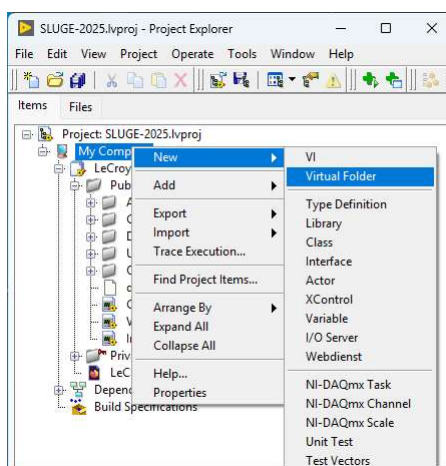 SLUGE-2025.lvproj - Project Explorer
File Edit View Project Operate Tools Window Help
Items Files
Project: SLUGE-2025.lvproj
My Comp
LeCroy
Pub
A
C
D
U
C
Priv
LeC
Depend
Build Specifications
New
Add
Export
Import
Trace Execution...
Find Project Items...
Arrange By
Expand All
Collapse All
Help...
Properties
VI
Virtual Folder
Type Definition
Library
Class
Interface
Actor
XControl
Variable
I/O Server
Webdienst
NI-DAQmx Task
NI-DAQmx Channel
NI-DAQmx Scale
Unit Test
Test Vectors